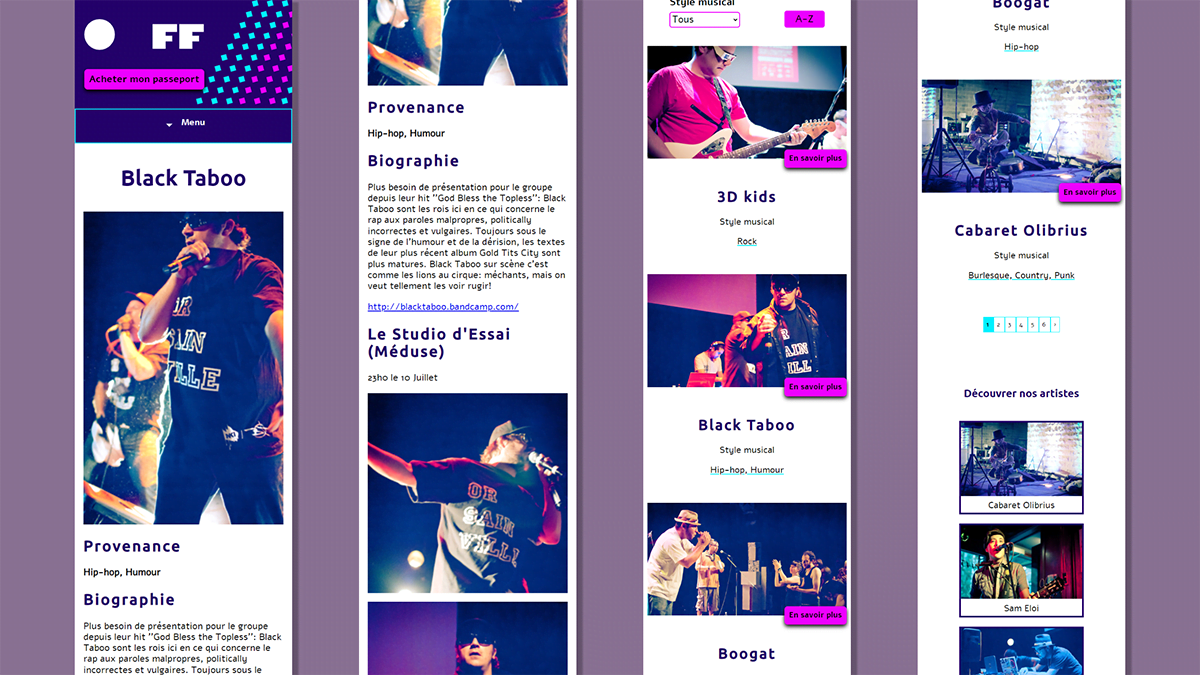 FF
Acheter mon passeport
Menu
Black Taboo
OR
SAIN
VILLE
Provenance
Hip-hop, Humour
Biographie
Plus besoin de présentation pour le groupe
depuis leur hit ''God Bless the Topless'': Black
Taboo sont les rois ici en ce qui concerne le
rap aux paroles malpropres, politically
incorrectes et vulgaires. Toujours sous le
Provenance
Hip-hop, Humour
Biographie
Plus besoin de présentation pour le groupe
depuis leur hit ''God Bless the Topless'': Black
Taboo sont les rois ici en ce qui concerne le
rap aux paroles malpropres, politically
incorrectes et vulgaires. Toujours sous le
signe de l'humour et de la dérision, les textes
de leur plus récent album Gold Tits City sont
plus matures. Black Taboo sur scène c'est
comme les lions au cirque: méchants, mais on
veut tellement les voir rugir!
http://blacktaboo.bandcamp.com/
Le Studio d'Essai
(Méduse)
23h0 le 10 Juillet
OR
SAIN
VILL
Style musical
Tous
A-Z
En savoir plus
3D kids
Style musical
Rock
OR
SAIN
ILL
En savoir plus
Black Taboo
Style musical
Hip-hop, Humour
En savoir plus
Boogat
Boogat
Style musical
Hip-hop
En savoir plus
Cabaret Olibrius
Style musical
Burlesque, Country, Punk
1 2 3 4 5 6 ›
Découvrer nos artistes
Cabaret Olibrius
Sam Eloi